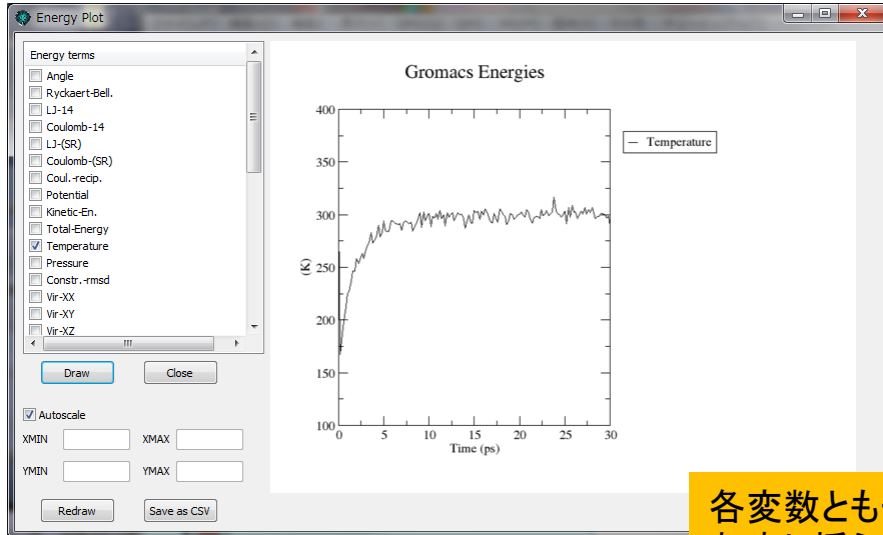 Energy Plot
Energy terms
Angle
Ryckaert-Bell.
LJ-14
Coulomb-14
LJ-(SR)
Coulomb-(SR)
Coul.-recip.
Potential
Kinetic-En.
Total-Energy
Temperature
Pressure
Constr.-rmsd
Vir-XX
Vir-XY
Vir-XZ
Draw
Close
Autoscale
XMIN
XMAX
YMIN
YMAX
Redraw
Save as CSV
Gromacs Energies
400
350
300
250
200
150
100
(K)
0
5
10
15
20
25
30
Time (ps)
Temperature
各変数とも